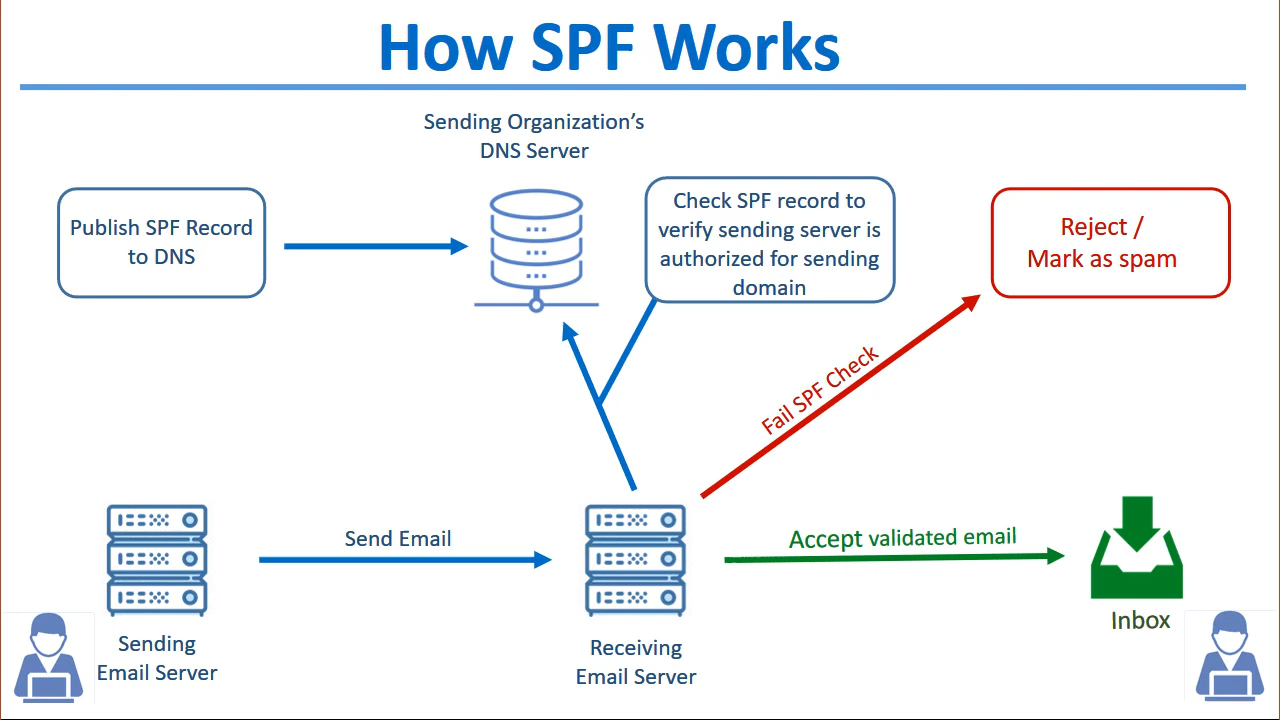 How SPF Works
Sending Organization's
DNS Server
Publish SPF Record
to DNS
Check SPF record to
verify sending server is
authorized for sending
domain
Reject /
Mark as spam
Fail SPF Check
Send Email
Accept validated email
Sending
Email Server
Receiving
Email Server
Inbox